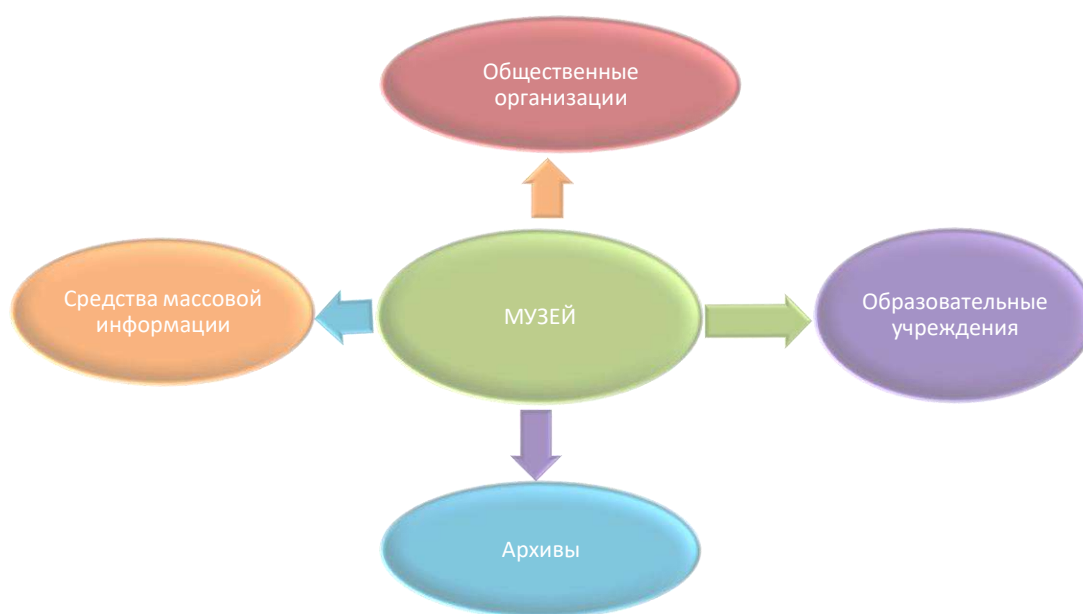 Общественные
организации
Средства массовой
информации
МУЗЕЙ
Образовательные
учреждения
Архивы